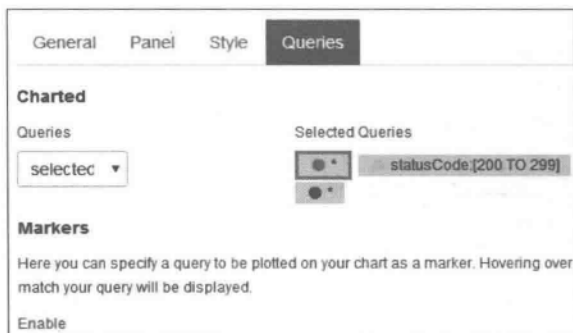 General Panel Style Queries
Charted
Queries Selected Queries
selected * statusCode:[200 TO 299]
*
Markers
Here you can specify a query to be plotted on your chart as a marker. Hovering over
match your query will be displayed.
Enable